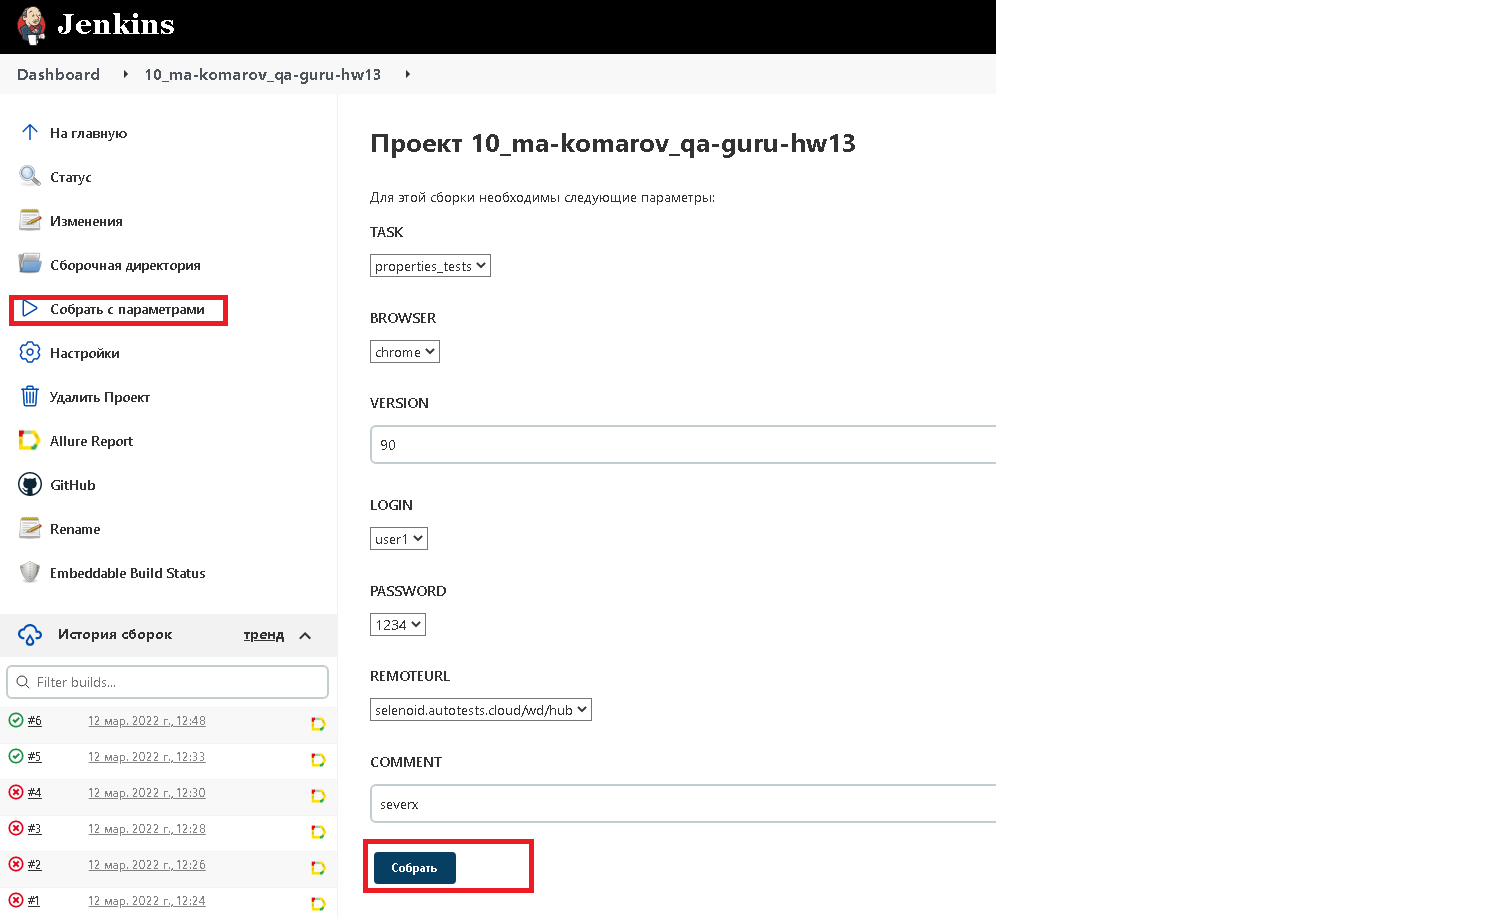 Jenkins
Dashboard
10_ma-komarov_qa-guru-hw13
На главную
Статус
Изменения
Сборочная директория
Собрать с параметрами
Настройки
Удалить Проект
Allure Report
GitHub
Rename
Embeddable Build Status
История сборок
тренд
Filter builds...
#6 12 мар. 2022 г., 12:48
#5 12 мар. 2022 г., 12:33
#4 12 мар. 2022 г., 12:30
#3 12 мар. 2022 г., 12:28
#2 12 мар. 2022 г., 12:26
#1 12 мар. 2022 г., 12:24
Проект 10_ma-komarov_qa-guru-hw13
Для этой сборки необходимы следующие параметры:
TASK
properties_tests
BROWSER
chrome
VERSION
90
LOGIN
user1
PASSWORD
1234
REMOTEURL
selenoid.autotests.cloud/wd/hub
COMMENT
severx
Собрать